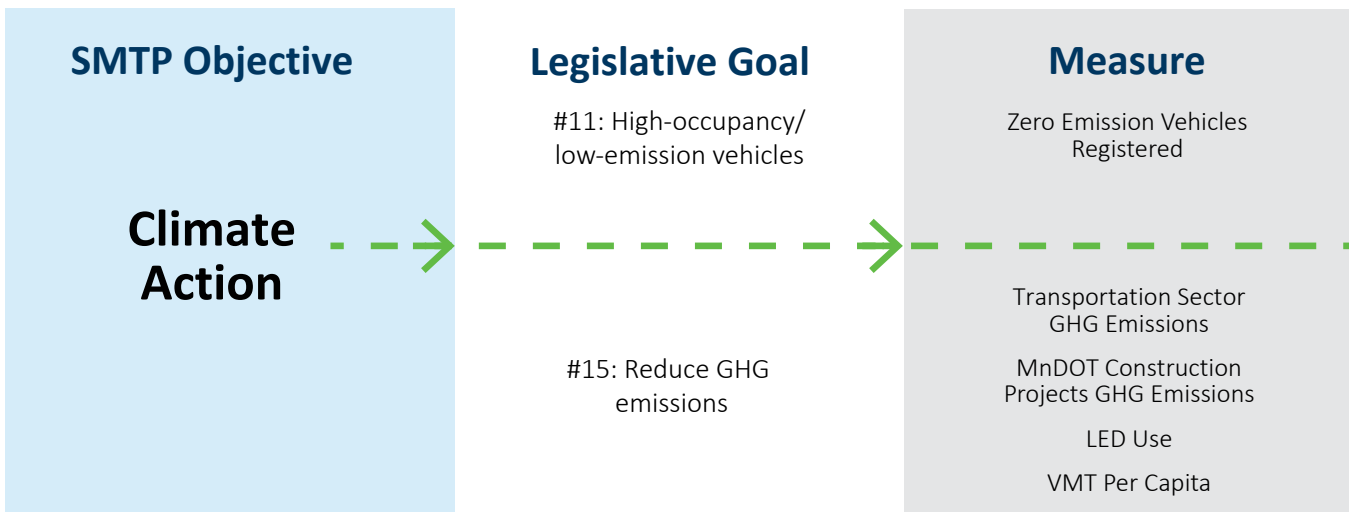 SMTP Objective
Climate
Action
Legislative Goal
#11: High-occupancy/
low-emission vehicles
#15: Reduce GHG
emissions
Measure
Zero Emission Vehicles
Registered
Transportation Sector
GHG Emissions
MnDOT Construction
Projects GHG Emissions
LED Use
VMT Per Capita